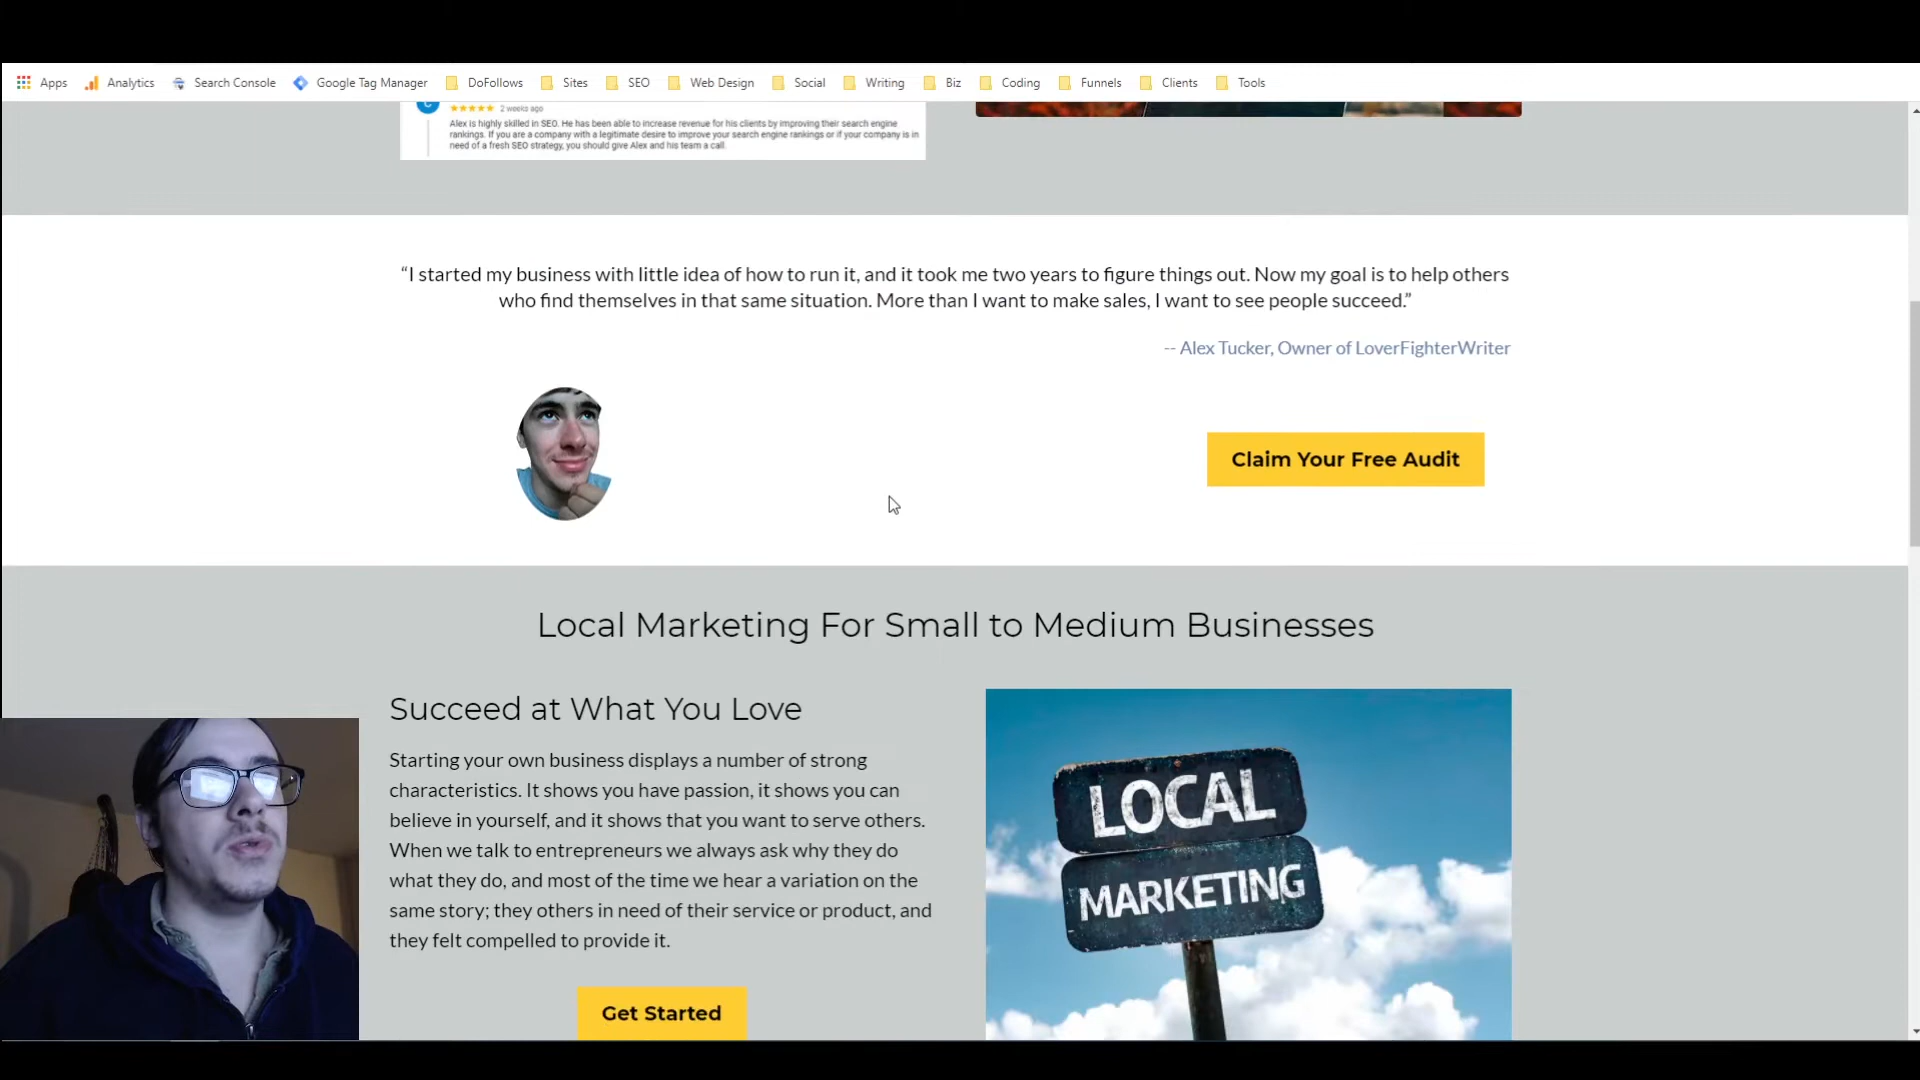 Apps Analytics Search Console Google Tag Manager DoFollows Sites SEO Web Design Social Writing Biz Coding Funnels Clients Tools
2 weeks ago
Alex is highly skilled in SEO. He has been able to increase revenue for his clients by improving their search engine
rankings. If you are a company with a legitimate desire to improve your search engine rankings or if your company is in
need of a fresh SEO strategy, you should give Alex and his team a call.
“I started my business with little idea of how to run it, and it took me two years to figure things out. Now my goal is to help others
who find themselves in that same situation. More than I want to make sales, I want to see people succeed.”
-- Alex Tucker, Owner of LoverFighterWriter
Claim Your Free Audit
Local Marketing For Small to Medium Businesses
Succeed at What You Love
Starting your own business displays a number of strong
characteristics. It shows you have passion, it shows you can
believe in yourself, and it shows that you want to serve others.
When we talk to entrepreneurs we always ask why they do
what they do, and most of the time we hear a variation on the
same story; they others in need of their service or product, and
they felt compelled to provide it.
Get Started
LOCAL
MARKETING